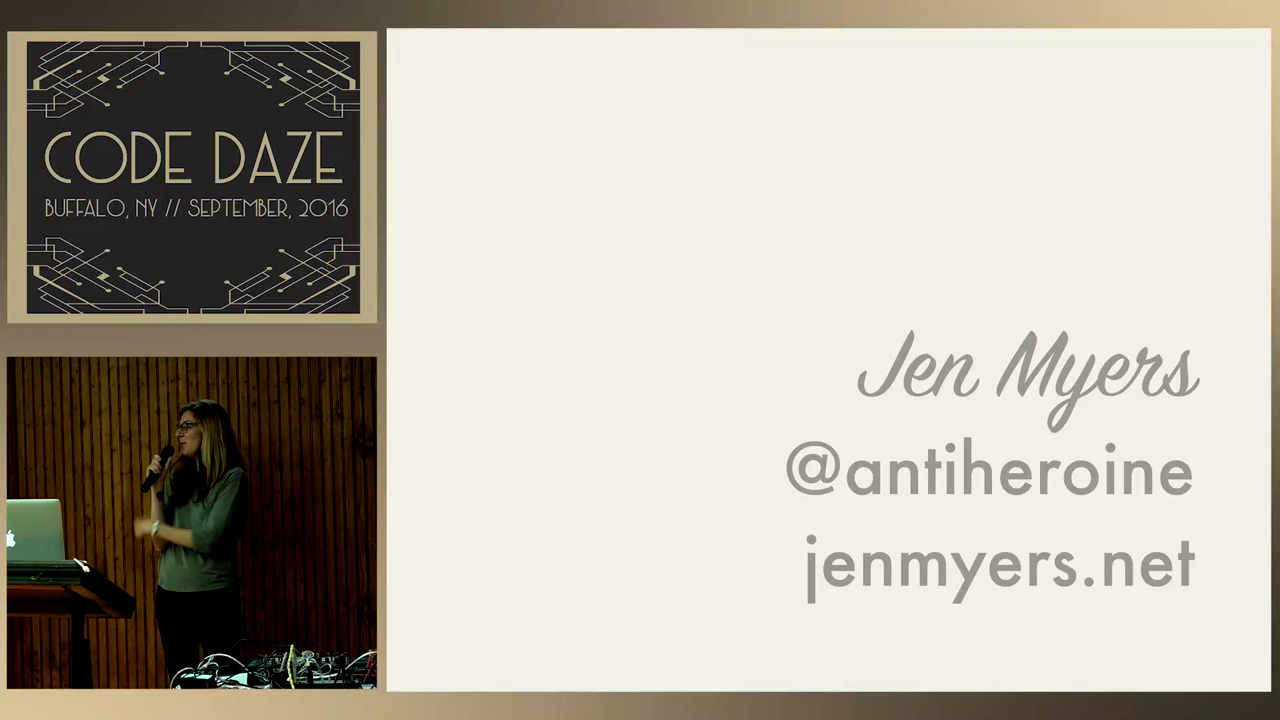 CODE DAZE
BUFFALO, NY // SEPTEMBER, 2016
Jen Myers
@antiheroine
jenmyers.net